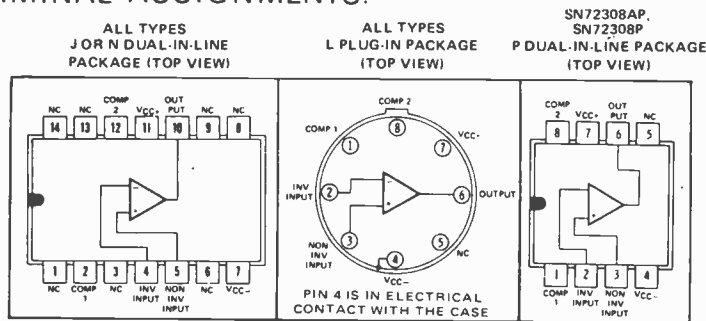 MINAL ASSIGNMENTS:
ALL TYPES
J OR N DUAL-IN-LINE
PACKAGE (TOP VIEW)
NC NC COMP 2 VCC+ OUT PUT NC NC
14 13 12 11 10 9 8
1 2 3 4 5 6 7
NC COMP 1 NC INV INPUT NON INV INPUT NC VCC-
ALL TYPES
L PLUG-IN PACKAGE
(TOP VIEW)
COMP 2
8
COMP 1
1
VCC+
7
INV
INPUT
2
6
OUTPUT
3
NON
INV
INPUT
4
VCC-
5
NC
PIN 4 IS IN ELECTRICAL
CONTACT WITH THE CASE
SN72308AP,
SN72308P
P DUAL-IN-LINE PACKAGE
(TOP VIEW)
COMP 2 VCC+ OUT PUT NC
8 7 6 5
1 2 3 4
COMP 1 INV INPUT NON INV INPUT VCC-